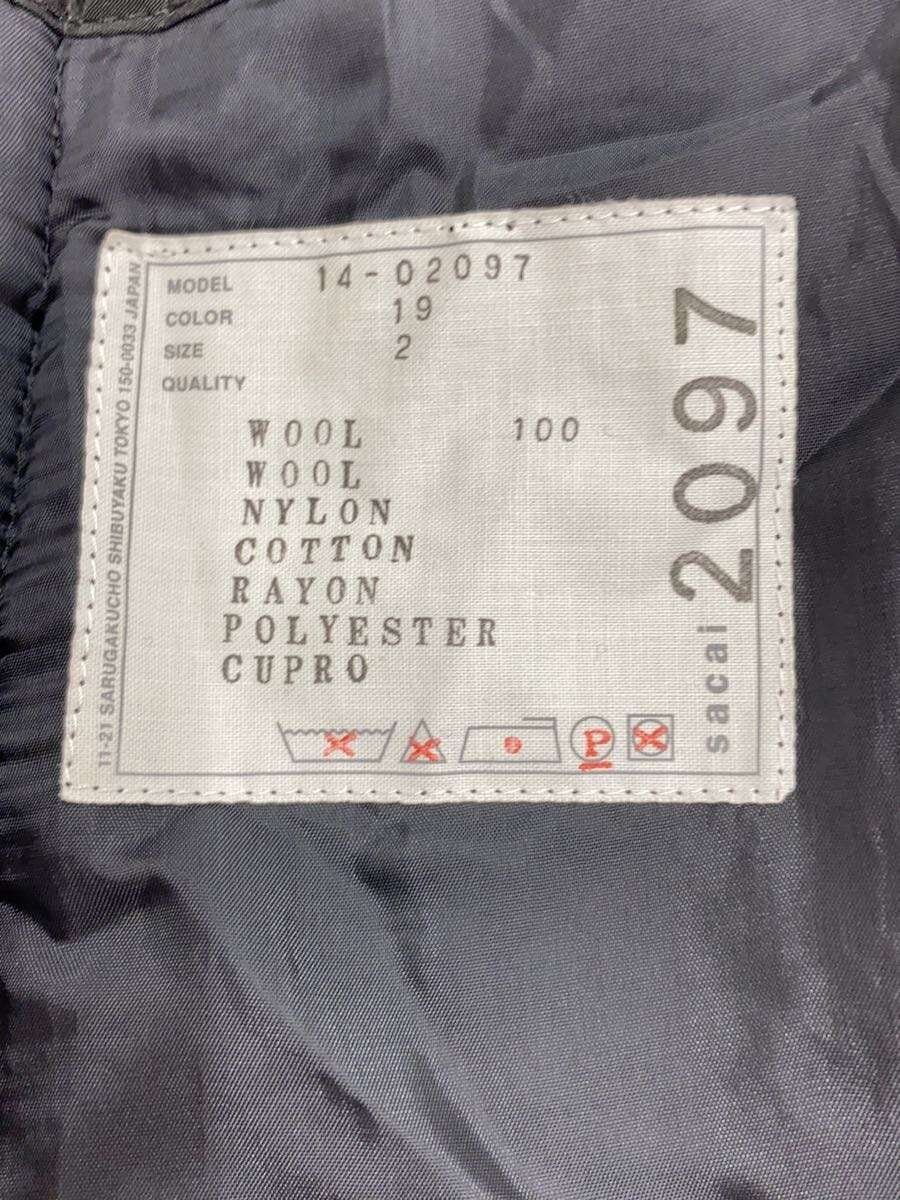 MODEL 14-02097
COLOR 19
SIZE 2
QUALITY
WOOL 100
WOOL
NYLON
COTTON
RAYON
POLYESTER
CUPRO
P
sacai 2097
11-21 SARUGAKUCHO SHIBUYAKU TOKYO 150-0033 JAPAN